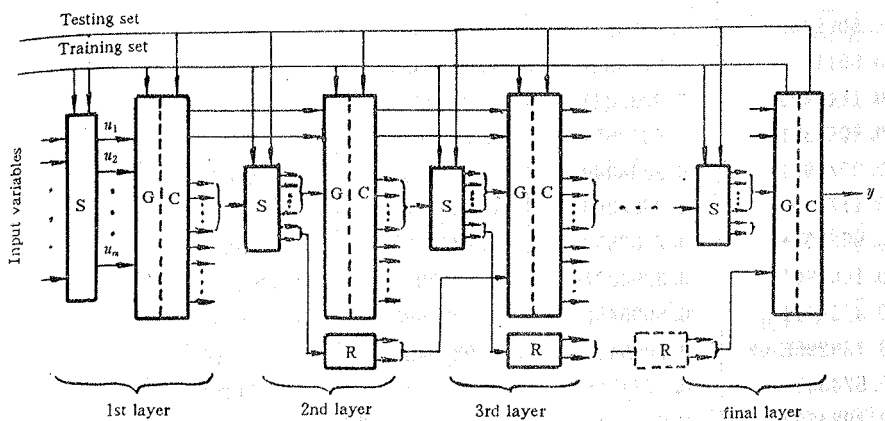 Testing set
Training set
Input variables
S
u₁
u₂
uₘ
G
C
S
G
C
R
S
G
C
R
S
G
C
R
y
1st layer
2nd layer
3rd layer
final layer